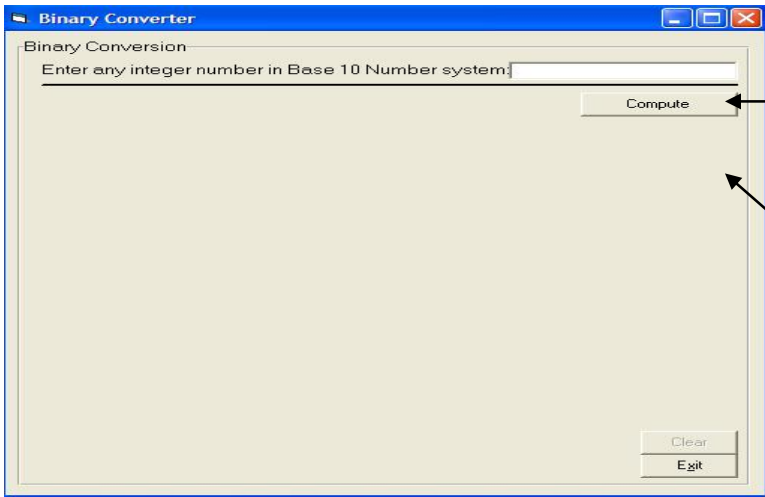 Binary Converter
Binary Conversion
Enter any integer number in Base 10 Number system:
Compute
Clear
Exit